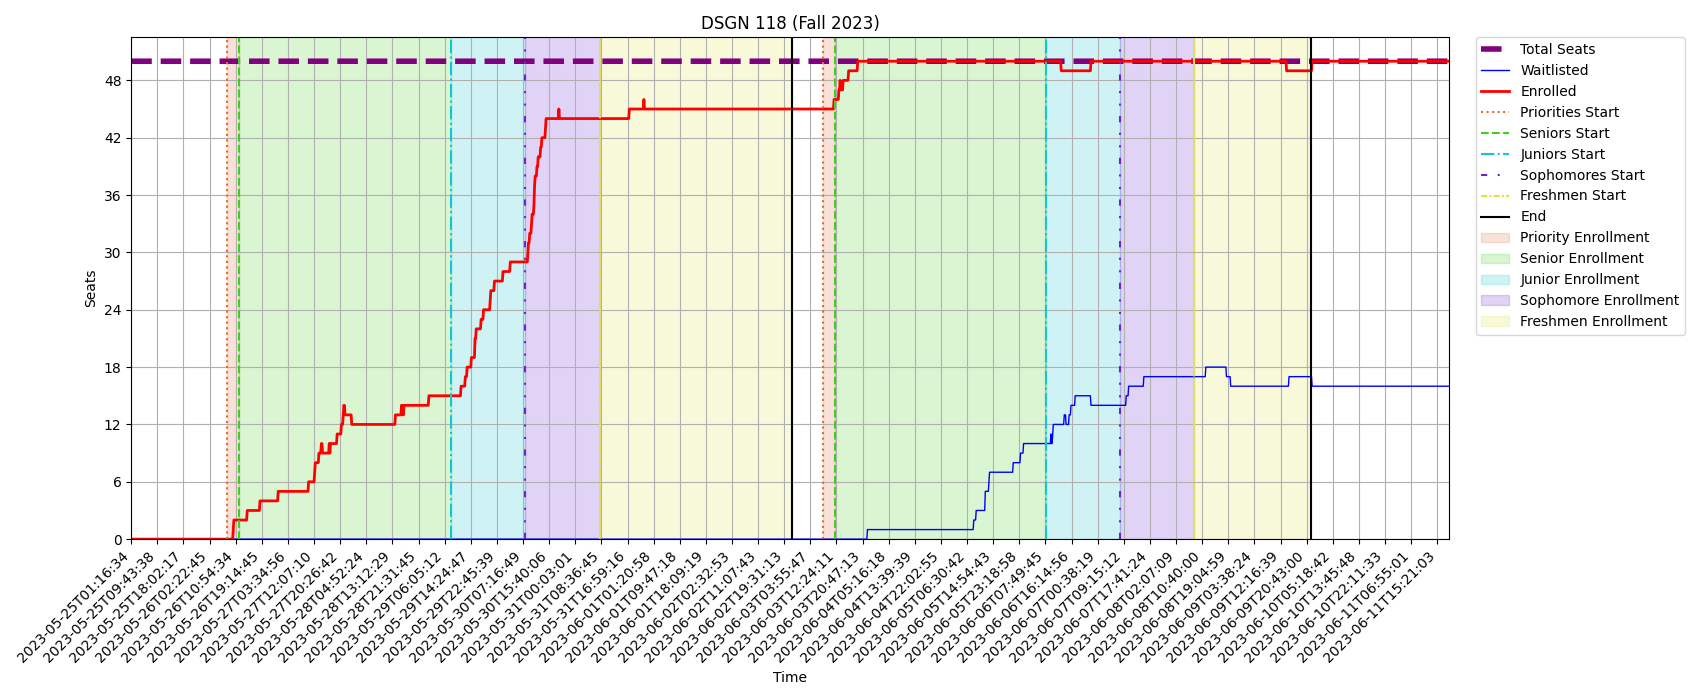 DSGN 118 (Fall 2023)
Seats
48
42
36
30
24
18
12
6
0
2023-05-25T01:16:34
2023-05-25T09:43:38
2023-05-25T18:02:17
2023-05-26T02:22:45
2023-05-26T10:54:34
2023-05-26T19:14:45
2023-05-27T03:34:56
2023-05-27T12:07:10
2023-05-27T20:26:42
2023-05-28T04:52:24
2023-05-28T13:12:29
2023-05-28T21:31:45
2023-05-29T06:05:12
2023-05-29T14:24:47
2023-05-29T22:45:39
2023-05-30T07:16:49
2023-05-30T15:40:06
2023-05-31T00:03:01
2023-05-31T08:36:45
2023-05-31T16:59:16
2023-06-01T01:20:58
2023-06-01T09:47:18
2023-06-01T18:09:19
2023-06-02T02:32:53
2023-06-02T11:07:43
2023-06-02T19:31:13
2023-06-03T03:55:47
2023-06-03T12:24:11
2023-06-03T20:47:13
2023-06-04T05:16:18
2023-06-04T13:39:39
2023-06-04T22:02:55
2023-06-05T06:30:42
2023-06-05T14:54:43
2023-06-05T23:18:58
2023-06-06T07:49:45
2023-06-06T16:14:56
2023-06-07T00:38:19
2023-06-07T09:15:12
2023-06-07T17:41:24
2023-06-08T02:07:09
2023-06-08T10:40:00
2023-06-08T19:04:59
2023-06-09T03:38:24
2023-06-09T12:16:39
2023-06-09T20:43:00
2023-06-10T05:18:42
2023-06-10T13:45:48
2023-06-10T22:11:33
2023-06-11T06:55:01
2023-06-11T15:21:03
Time
Total Seats
Waitlisted
Enrolled
Priorities Start
Seniors Start
Juniors Start
Sophomores Start
Freshmen Start
End
Priority Enrollment
Senior Enrollment
Junior Enrollment
Sophomore Enrollment
Freshmen Enrollment